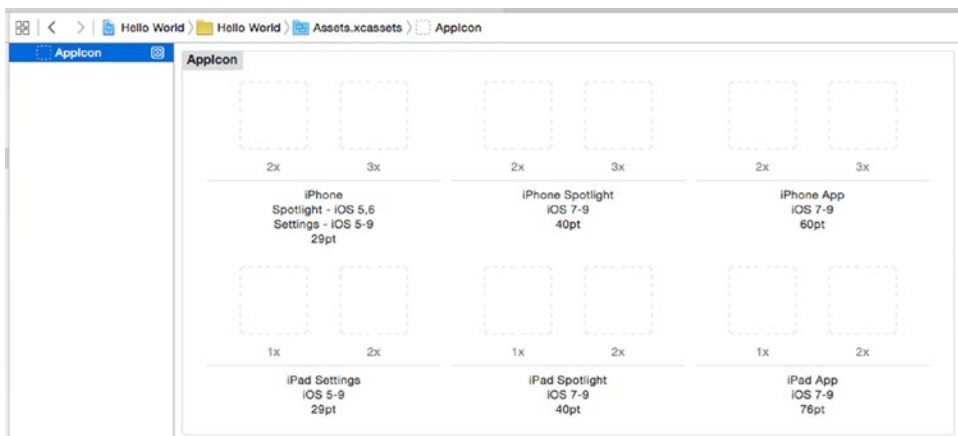 Hello World Hello World Assets.xcassets AppIcon
AppIcon
AppIcon
2x 3x 2x 3x 2x 3x
iPhone
Spotlight - iOS 5,6
Settings - iOS 5-9
29pt
iPhone Spotlight
iOS 7-9
40pt
iPhone App
iOS 7-9
60pt
1x 2x 1x 2x 1x 2x
iPad Settings
iOS 5-9
29pt
iPad Spotlight
iOS 7-9
40pt
iPad App
iOS 7-9
76pt